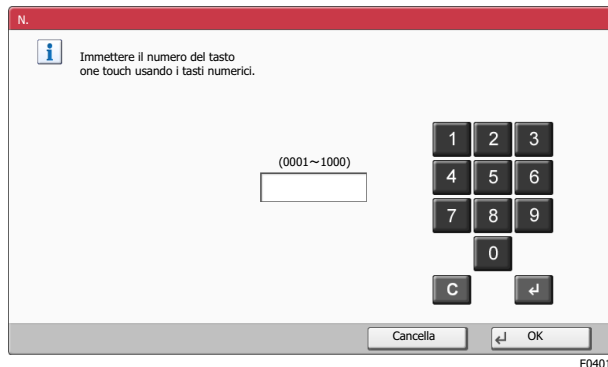 N.
Immettere il numero del tasto
one touch usando i tasti numerici.
(0001~1000)
1 2 3
4 5 6
7 8 9
0
C
Cancella
OK
F0401